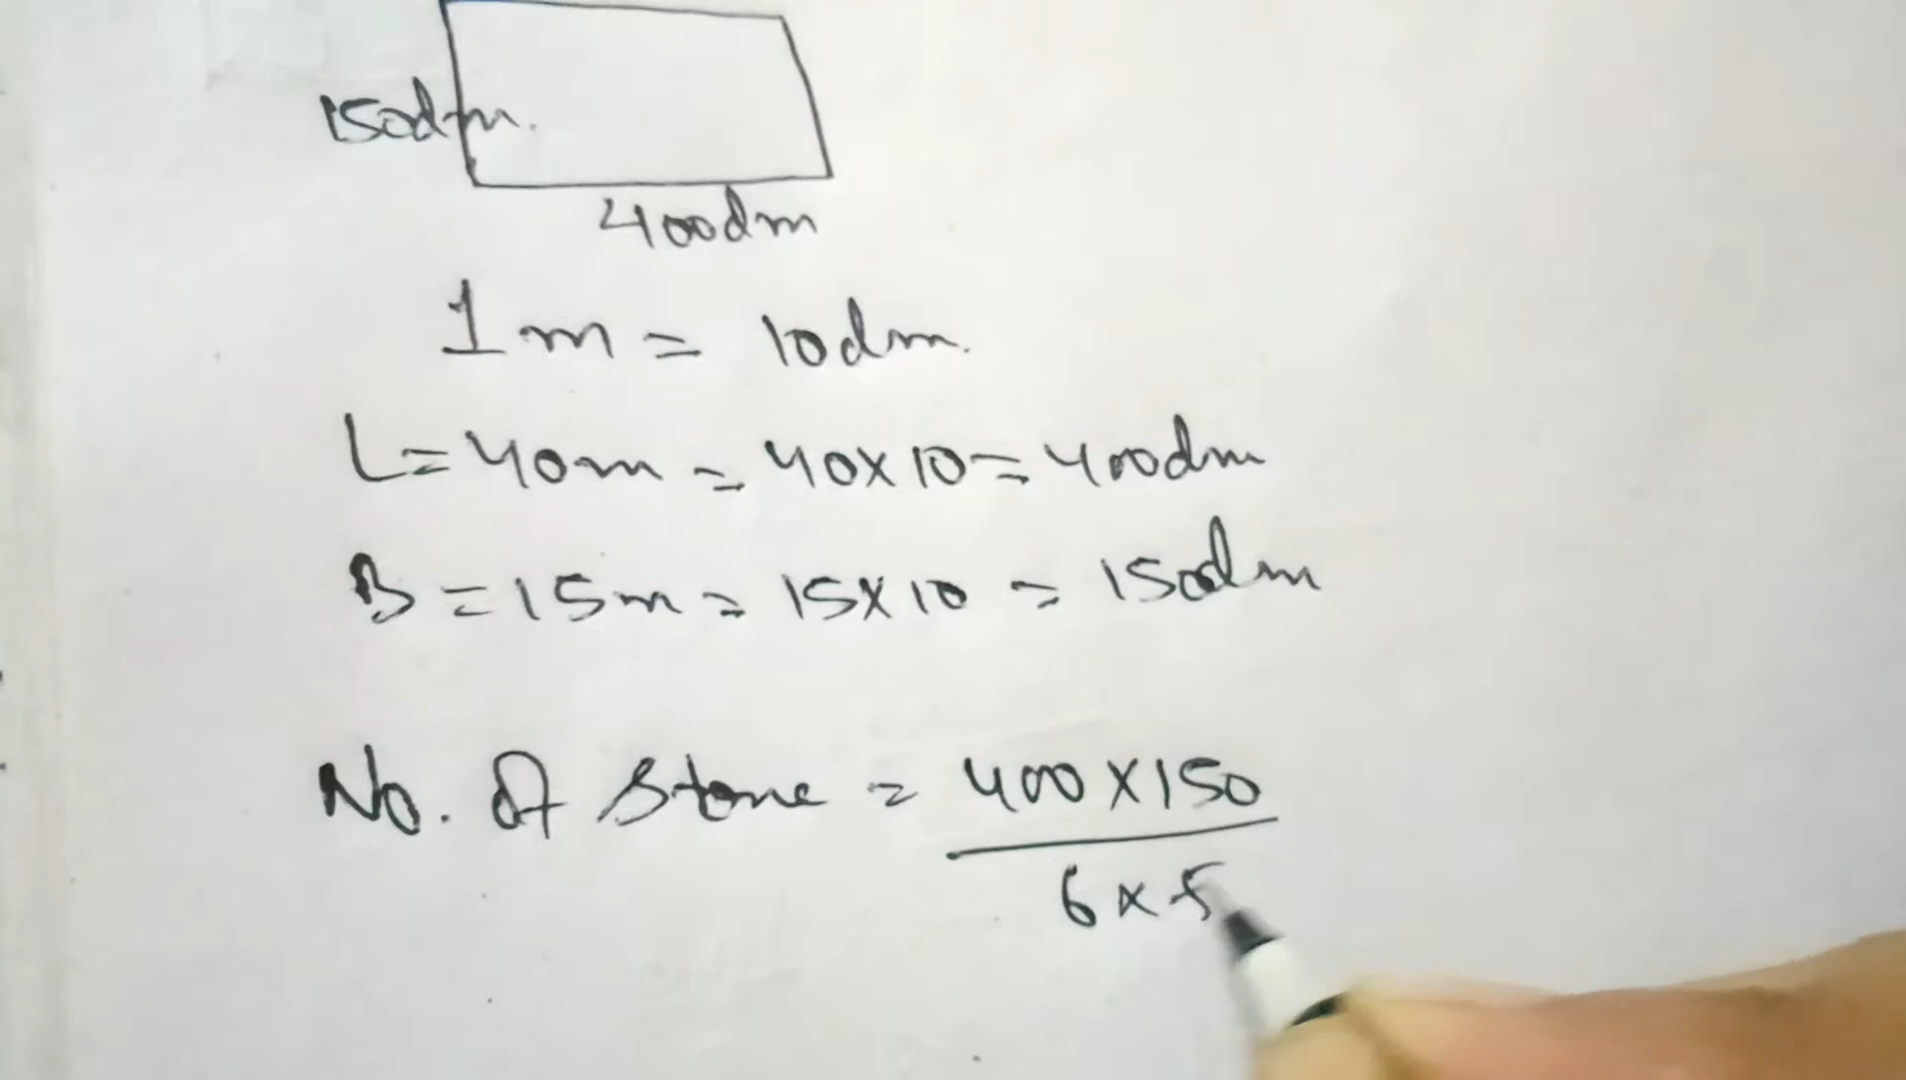 150dm.
400dm
1m = 10dm.
L = 40m = 40 x 10 = 400dm
B = 15m = 15 x 10 = 150dm
No. of Stone = 400 x 150
6 x 5